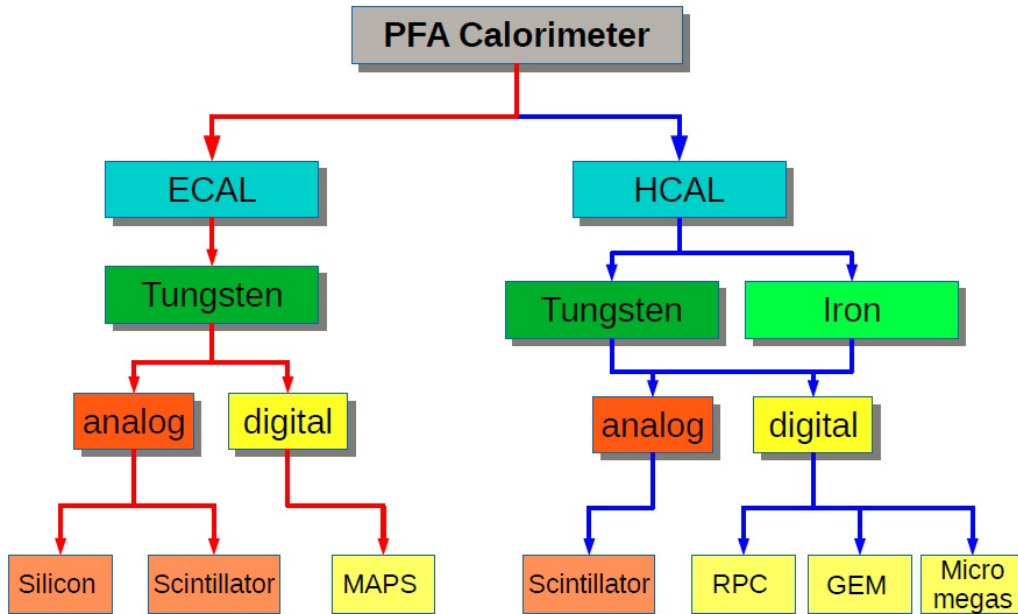 PFA Calorimeter
ECAL
HCAL
Tungsten
Tungsten
Iron
analog
digital
analog
digital
Silicon
Scintillator
MAPS
Scintillator
RPC
GEM
Micro
megas